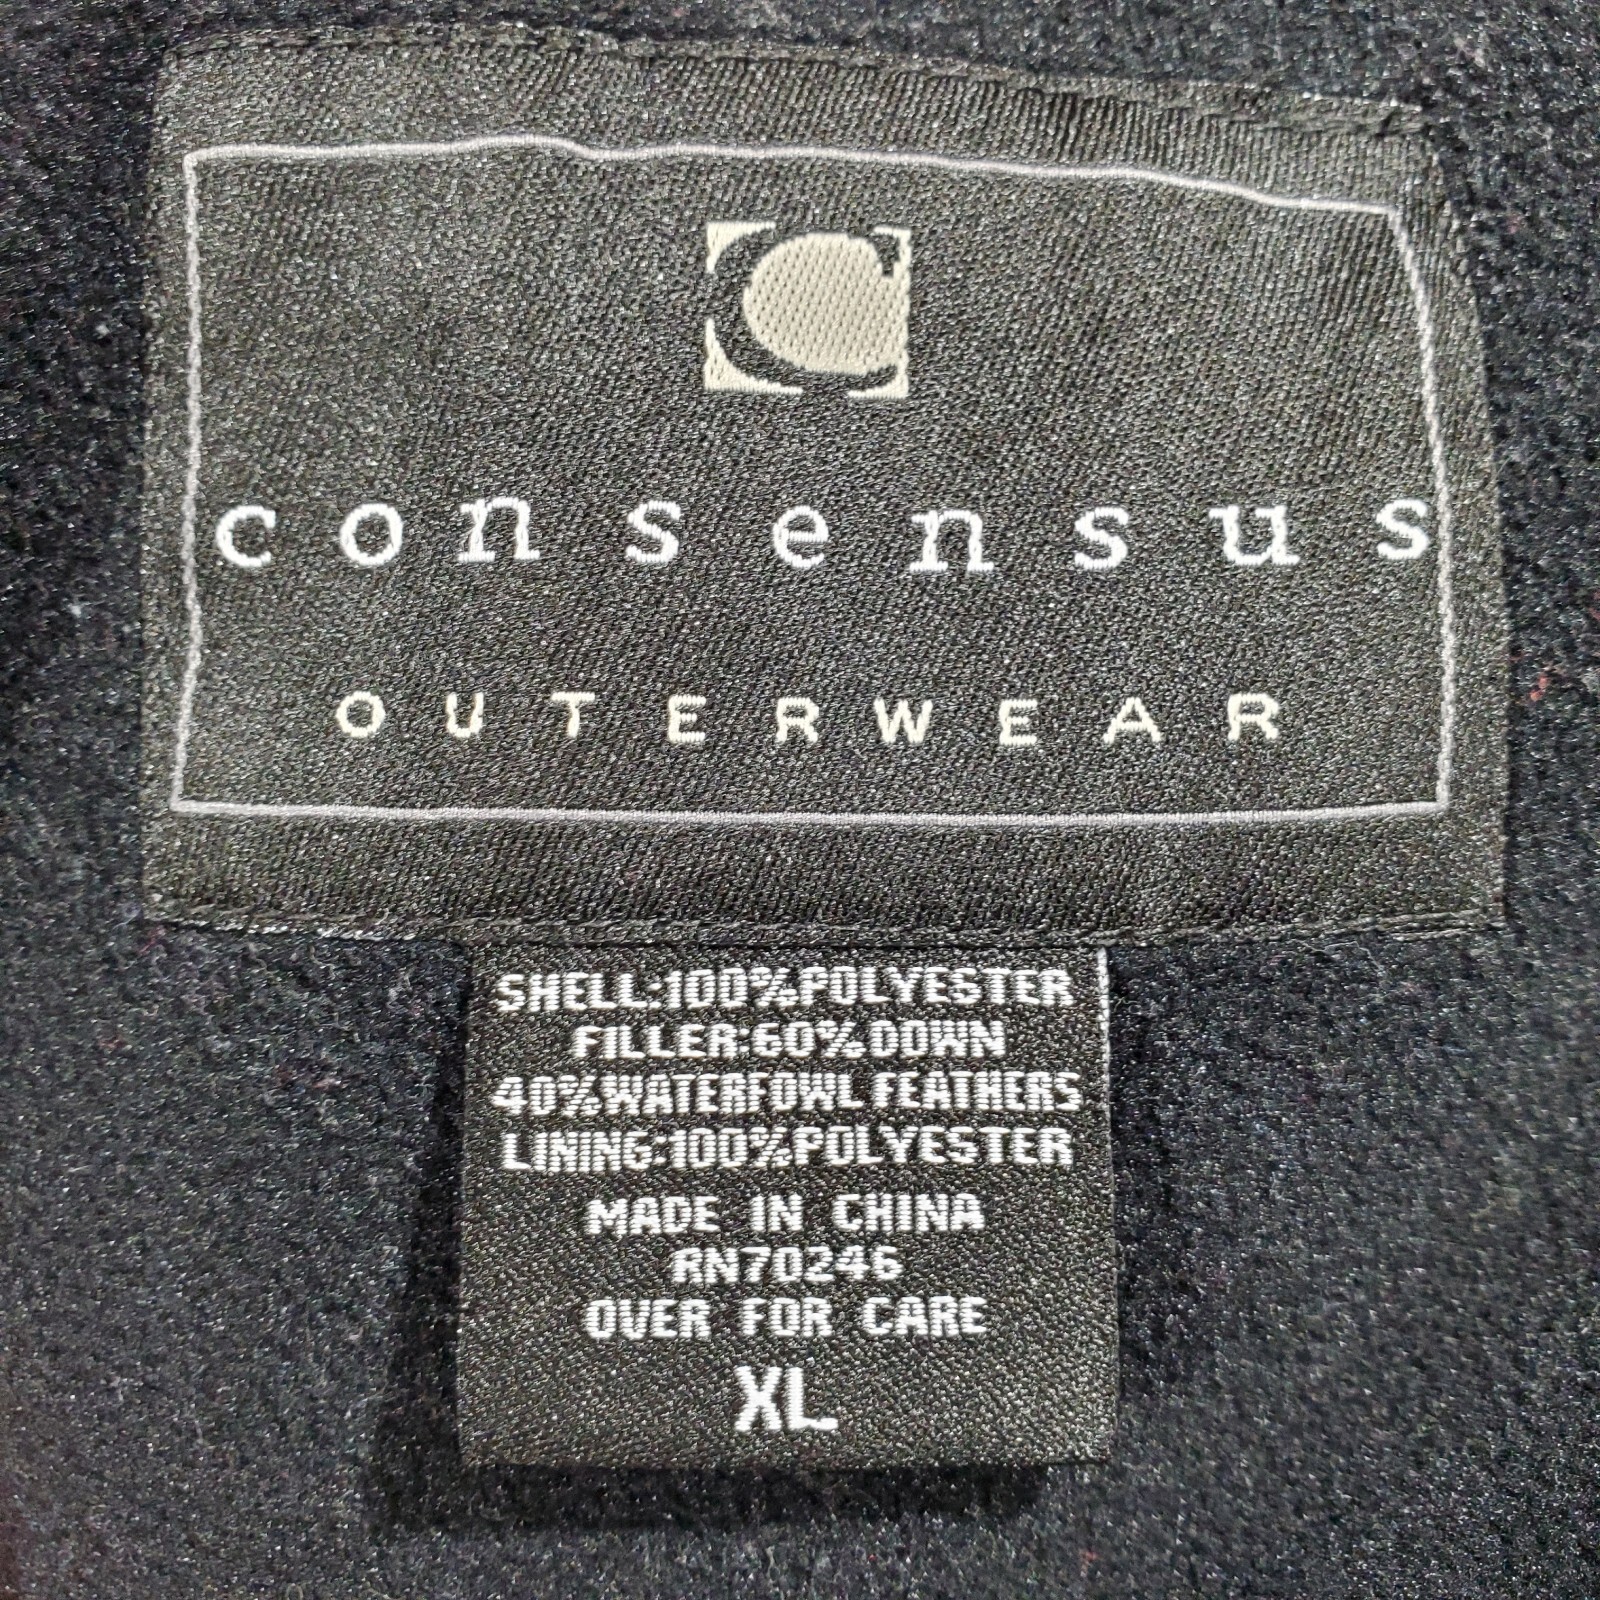 consensus
OUTERWEAR
SHELL:100%POLYESTER
FILLER:60%DOWN
40%WATERFOWL FEATHERS
LINING:100%POLYESTER
MADE IN CHINA
RN70246
OVER FOR CARE
XL